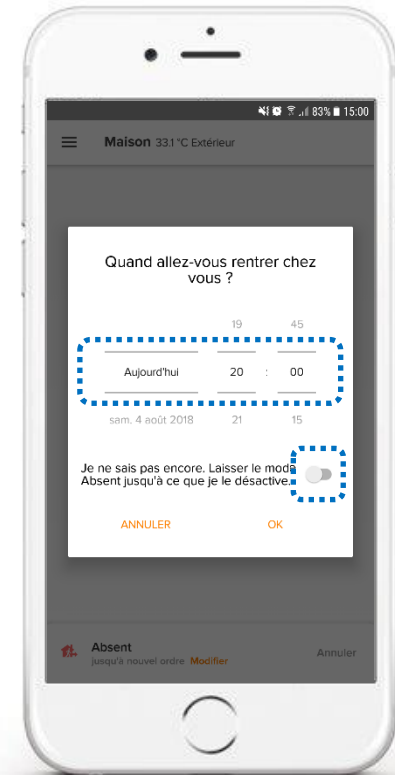 83% 15:00
Maison 33.1 °C Extérieur
Quand allez-vous rentrer chez
vous ?
19 45
Aujourd'hui 20 : 00
sam. 4 août 2018 21 15
Je ne sais pas encore. Laisser le mode
Absent jusqu'à ce que je le désactive.
ANNULER OK
Absent
jusqu'à nouvel ordre Modifier Annuler